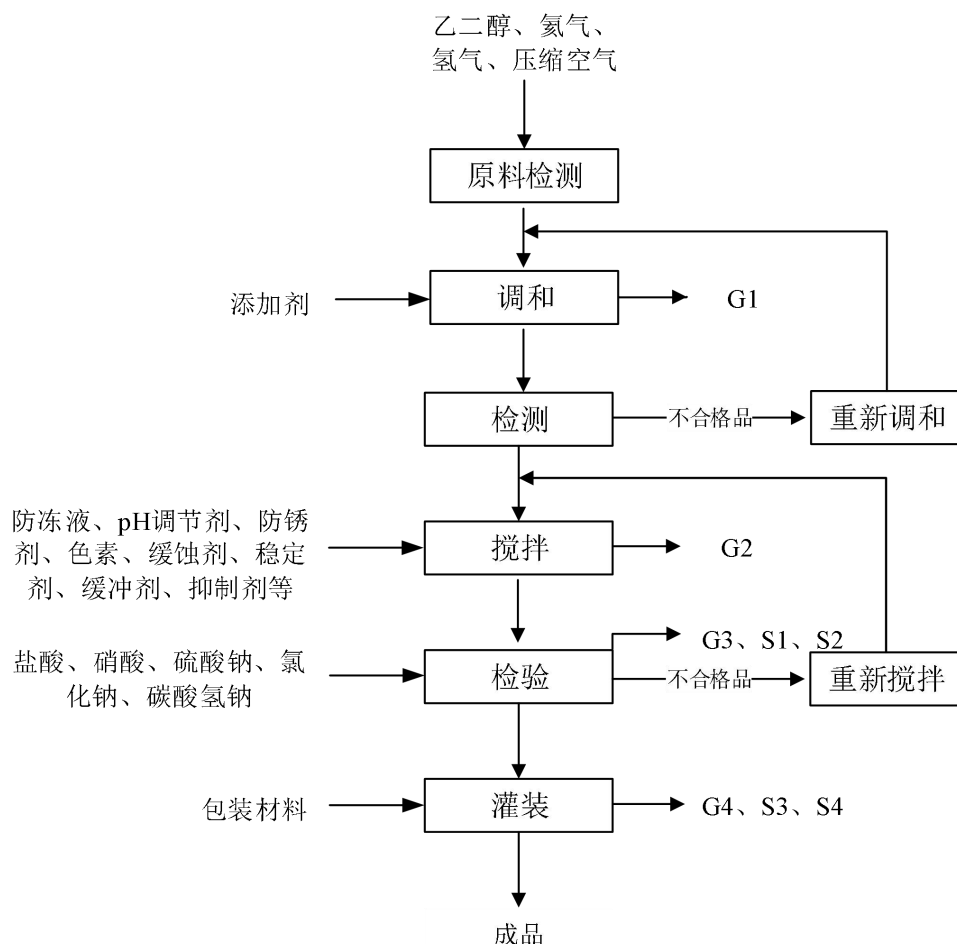 乙二醇、氦气、
氢气、压缩空气
原料检测
添加剂
调和
G1
检测
不合格品
重新调和
防冻液、pH调节剂、防锈
剂、色素、缓蚀剂、稳定
剂、缓冲剂、抑制剂等
搅拌
G2
盐酸、硝酸、硫酸钠、氯
化钠、碳酸氢钠
检验
G3、S1、S2
不合格品
重新搅拌
包装材料
灌装
G4、S3、S4
成品